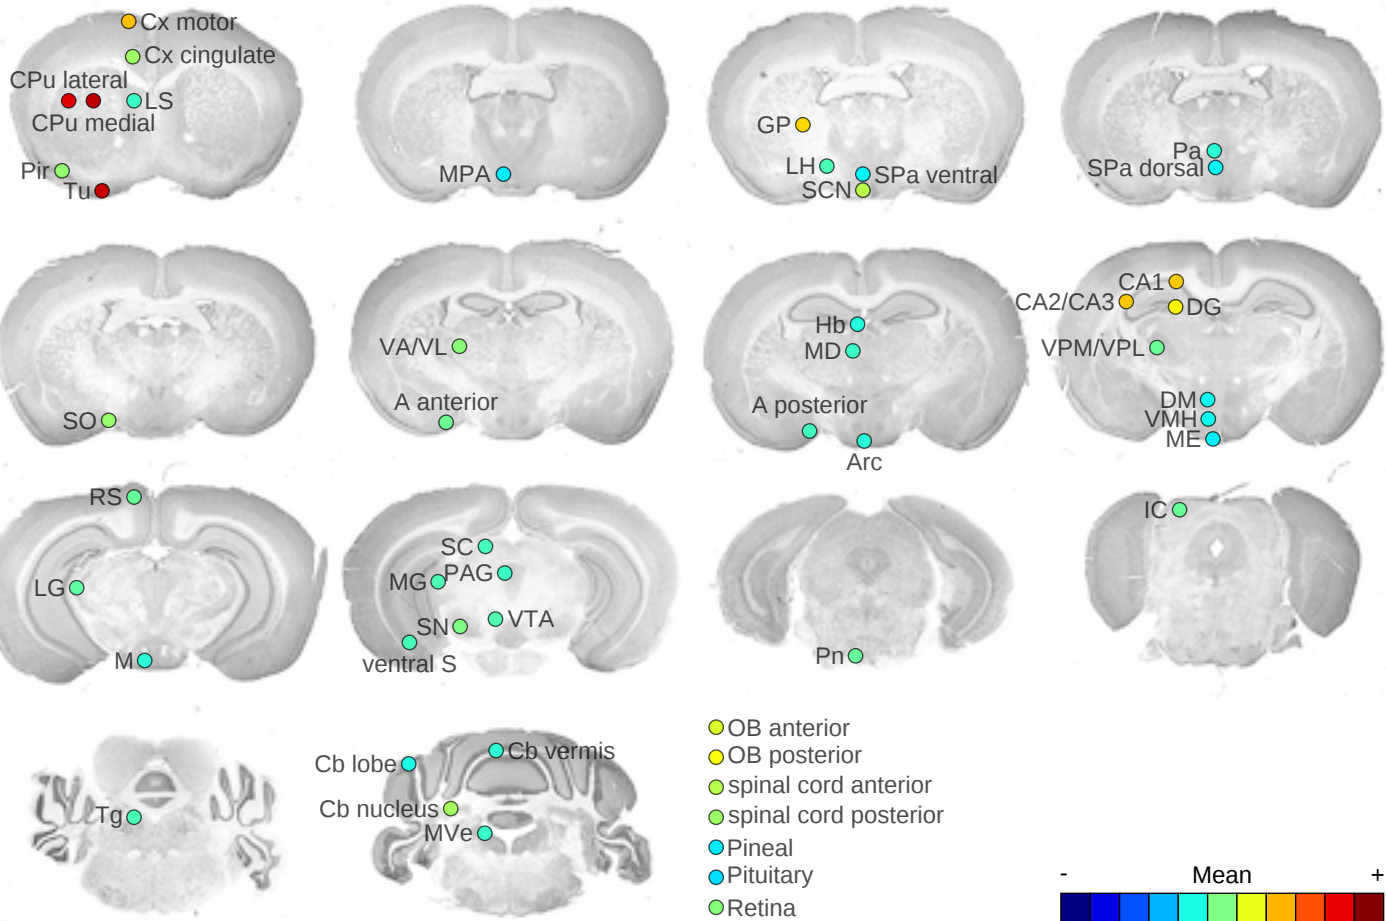 Cx motor
Cx cingulate
CPu lateral
LS
CPu medial
Pir
Tu
MPA
GP
LH
SPa ventral
SCN
Pa
SPa dorsal
SO
VA/VL
A anterior
Hb
MD
A posterior
Arc
CA1
CA2/CA3
DG
VPM/VPL
DM
VMH
ME
RS
LG
M
SC
MG
PAG
SN
VTA
ventral S
Pn
IC
Tg
Cb lobe
Cb vermis
Cb nucleus
MVe
OB anterior
OB posterior
spinal cord anterior
spinal cord posterior
Pineal
Pituitary
Retina
- Mean +